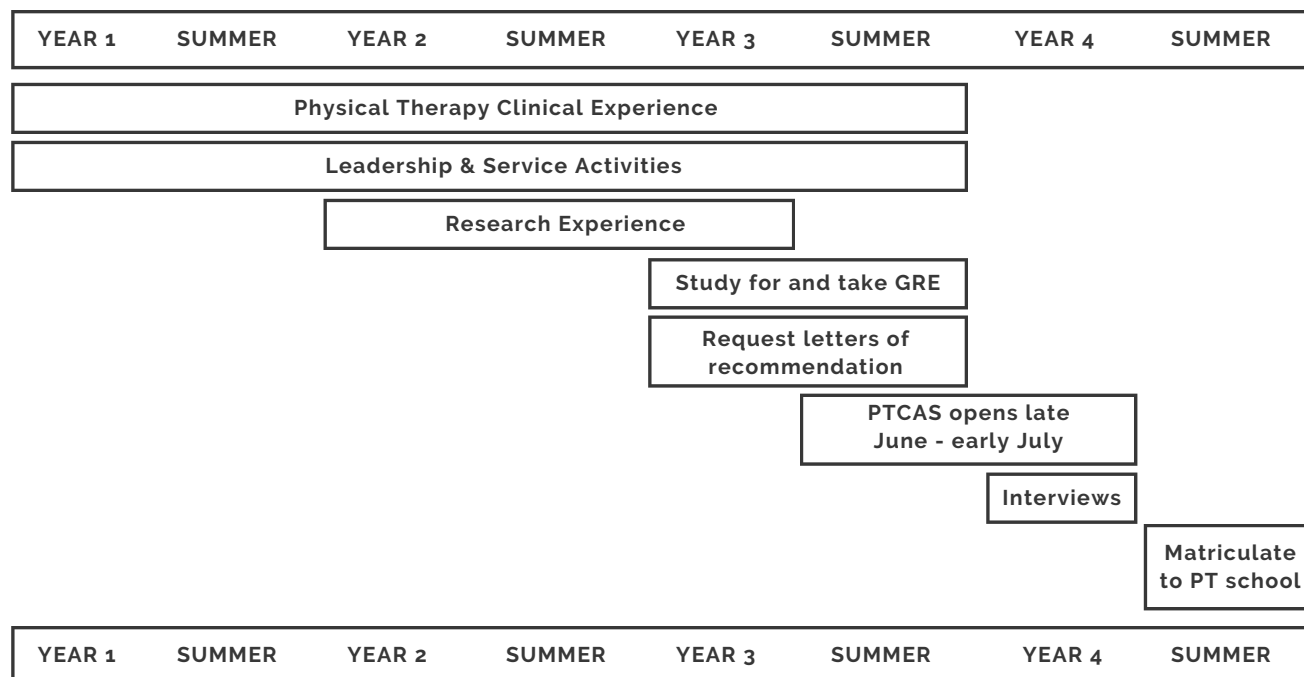 YEAR 1 SUMMER YEAR 2 SUMMER YEAR 3 SUMMER YEAR 4 SUMMER
Physical Therapy Clinical Experience
Leadership & Service Activities
Research Experience
Study for and take GRE
Request letters of
recommendation
PTCAS opens late
June - early July
Interviews
Matriculate
to PT school
YEAR 1 SUMMER YEAR 2 SUMMER YEAR 3 SUMMER YEAR 4 SUMMER